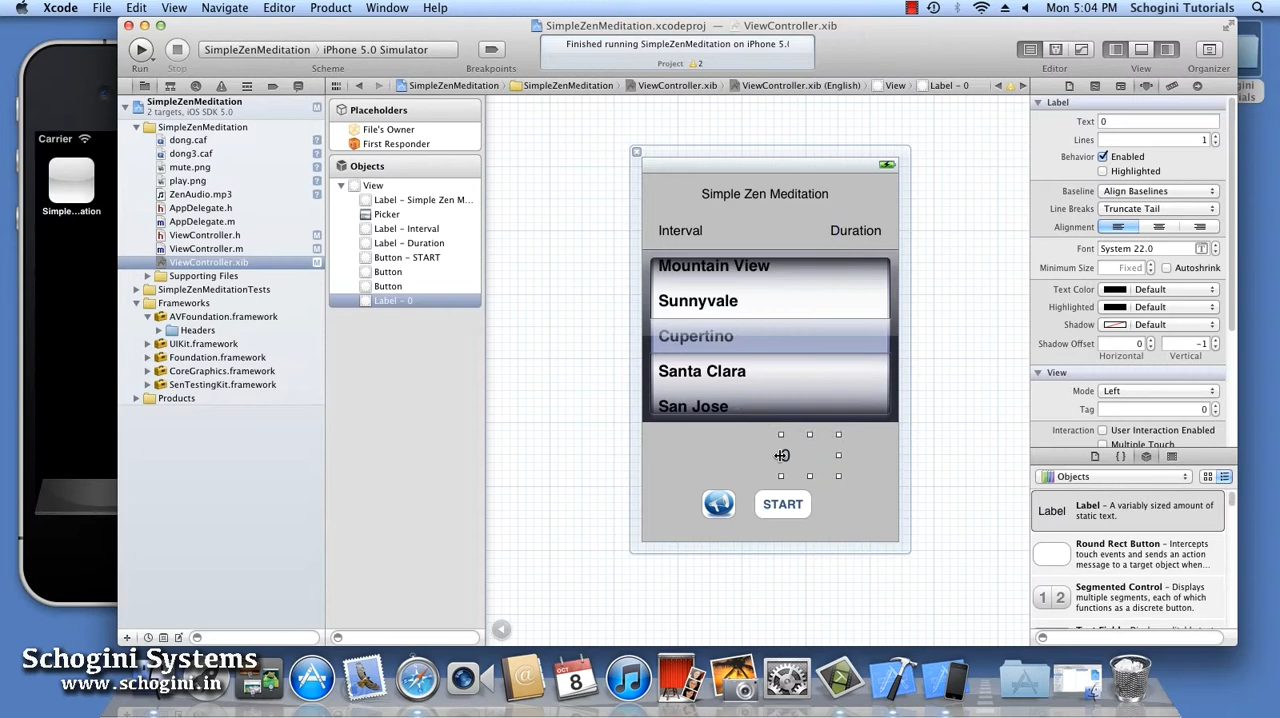 Xcode File Edit View Navigate Editor Product Window Help
Mon 5:04 PM Schogini Tutorials
SimpleZenMeditation.xcodeproj — ViewController.xib
SimpleZenMeditation iPhone 5.0 Simulator
Finished running SimpleZenMeditation on iPhone 5.0
Project 2
Run Stop Scheme Breakpoints Editor View Organizer
SimpleZenMeditation SimpleZenMeditation ViewController.xib ViewController.xib (English) View Label - 0
SimpleZenMeditation M
2 targets, iOS SDK 5.0
SimpleZenMeditation
dong.caf ?
dong3.caf ?
mute.png ?
play.png ?
ZenAudio.mp3 ?
AppDelegate.h
AppDelegate.m
ViewController.h M
ViewController.m M
ViewController.xib M
Supporting Files
SimpleZenMeditationTests
Frameworks
AVFoundation.framework
Headers
UIKit.framework
Foundation.framework
CoreGraphics.framework
SenTestingKit.framework
Products
Carrier
Simple...ation
Placeholders
File's Owner
First Responder
Objects
View
Label - Simple Zen M...
Picker
Label - Interval
Label - Duration
Button - START
Button
Button
Label - 0
Simple Zen Meditation
Interval Duration
Mountain View
Sunnyvale
Cupertino
Santa Clara
San Jose
0
START
Label
Text 0
Lines 1
Behavior Enabled
Highlighted
Baseline Align Baselines
Line Breaks Truncate Tail
Alignment
Font System 22.0
Minimum Size Fixed Autoshrink
Text Color Default
Highlighted Default
Shadow Default
Shadow Offset 0 -1
Horizontal Vertical
View
Mode Left
Tag 0
Interaction User Interaction Enabled
Multiple Touch
Objects
Label
Label - A variably sized amount of
static text.
Round Rect Button - Intercepts
touch events and sends an action
message to a target object when...
1 2
Segmented Control - Displays
multiple segments, each of which
functions as a discrete button.
OCT
8
Schogini Systems
www.schogini.in